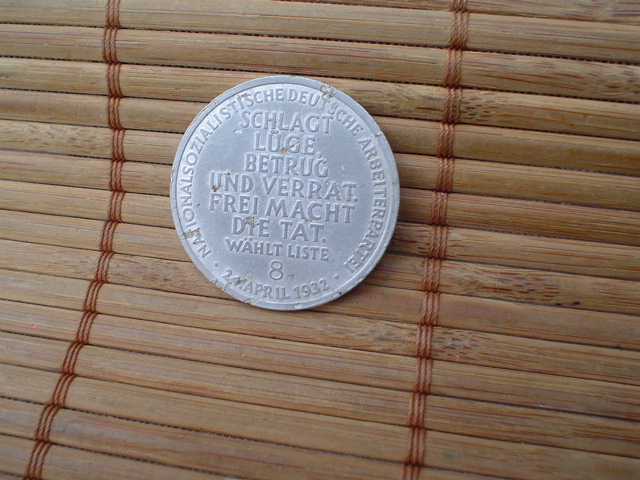 NATIONALSOZIALISTISCHE DEUTSCHE ARBEITERPARTEI
SCHLAGT
LÜGE,
BETRUG
UND VERRAT.
FREI MACHT
DIE TAT.
WÄHLT LISTE
8
· 24. APRIL 1932 ·